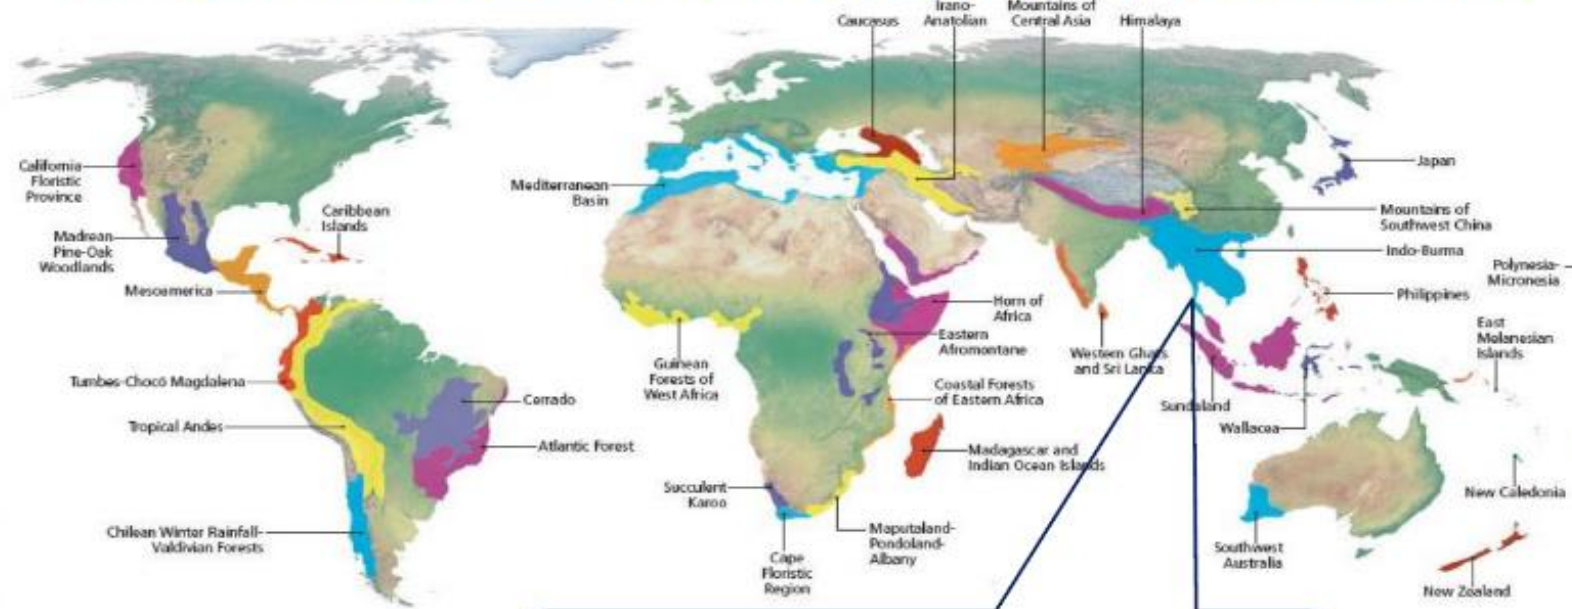 Caucasus
Irano-
Anatolian
Mountains of
Central Asia
Himalaya
California
Floristic
Province
Madrean
Pine-Oak
Woodlands
Caribbean
Islands
Mesoamerica
Tumbes-Chocó Magdalena
Tropical Andes
Cerrado
Atlantic Forest
Chilean Winter Rainfall-
Valdivian Forests
Mediterranean
Basin
Guinean
Forests of
West Africa
Succulent
Karoo
Cape
Floristic
Region
Maputaland-
Pondoland-
Albany
Horn of
Africa
Eastern
Afromontane
Coastal Forests
of Eastern Africa
Madagascar and
Indian Ocean Islands
Western Ghats
and Sri Lanka
Japan
Mountains of
Southwest China
Indo-Burma
Philippines
Polynesia-
Micronesia
East
Melanesian
Islands
Sundaland
Wallacea
Southwest
Australia
New Caledonia
New Zealand